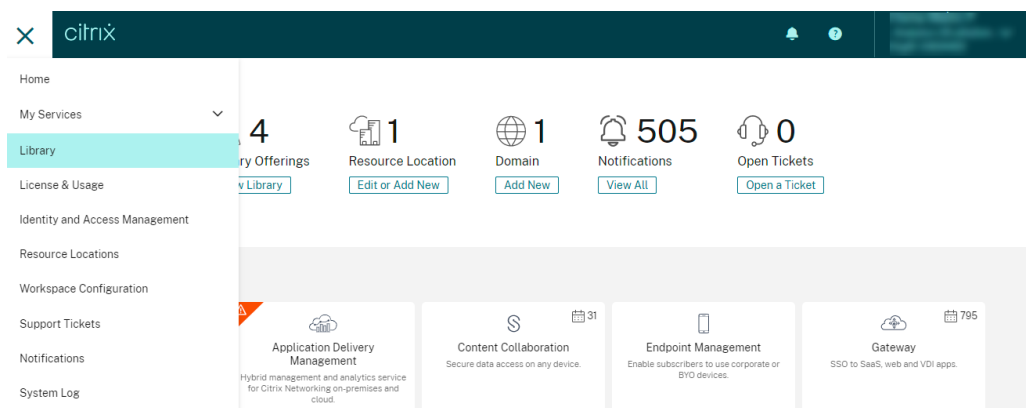 citrix
Home
My Services
Library
License & Usage
Identity and Access Management
Resource Locations
Workspace Configuration
Support Tickets
Notifications
System Log
4
1
1
505
0
Offerings
Resource Location
Domain
Notifications
Open Tickets
Library
Edit or Add New
Add New
View All
Open a Ticket
Application Delivery
Management
Hybrid management and analytics service
for Citrix Networking on-premises and
cloud.
31
Content Collaboration
Secure data access on any device.
Endpoint Management
Enable subscribers to use corporate or
BYO devices.
795
Gateway
SSO to SaaS, web and VDI apps.